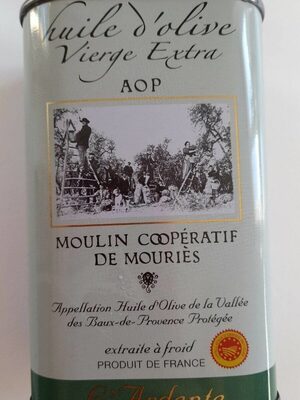 huile d'olive
Vierge Extra
AOP
MOULIN COOPÉRATIF
DE MOURIÈS
Appellation Huile d'Olive de la Vallée
des Baux-de-Provence Protégée
extraite à froid
PRODUIT DE FRANCE